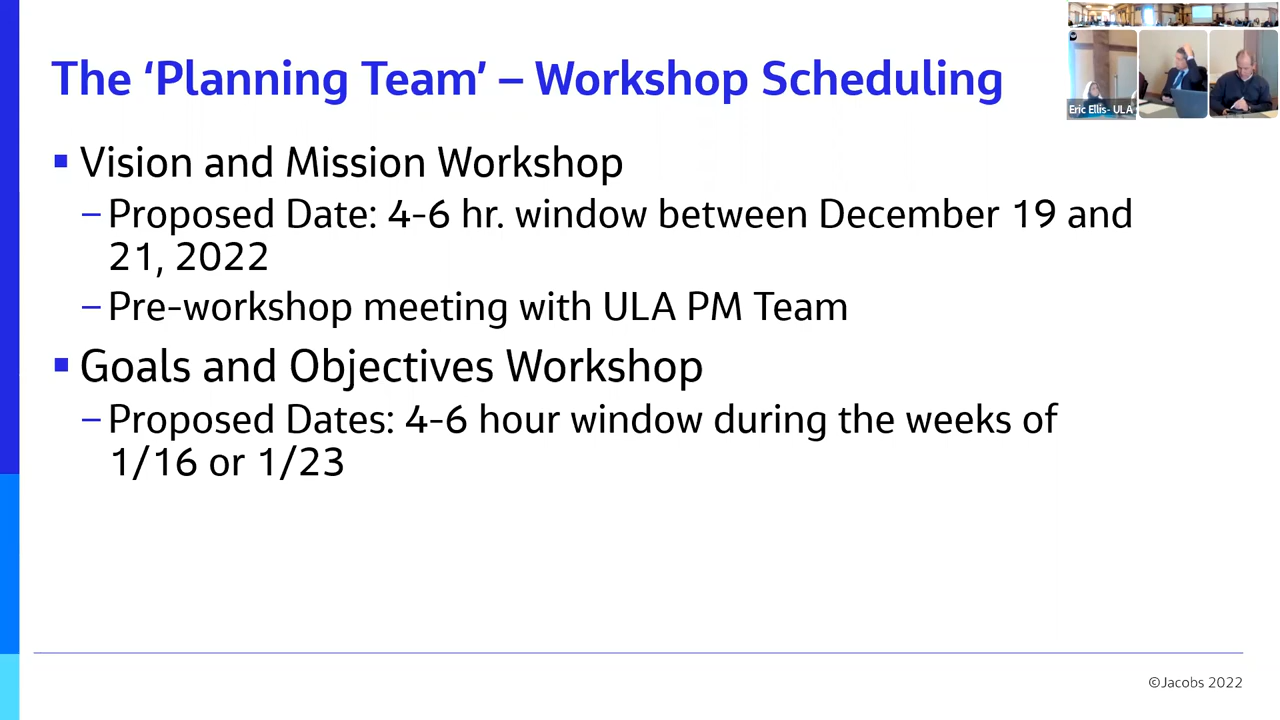 The ‘Planning Team’ – Workshop Scheduling
Eric Ellis- ULA
▪ Vision and Mission Workshop
– Proposed Date: 4-6 hr. window between December 19 and
21, 2022
– Pre-workshop meeting with ULA PM Team
▪ Goals and Objectives Workshop
– Proposed Dates: 4-6 hour window during the weeks of
1/16 or 1/23
©Jacobs 2022